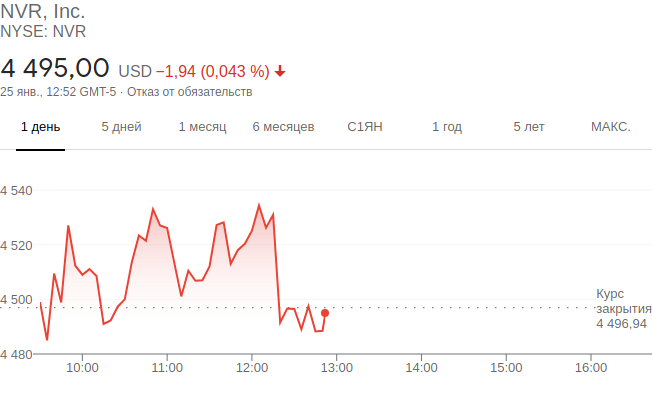 NVR, Inc.
NYSE: NVR
4 495,00 USD −1,94 (0,043 %)
25 янв., 12:52 GMT-5 · Отказ от обязательств
1 день 5 дней 1 месяц 6 месяцев С1ЯН 1 год 5 лет МАКС.
4 540
4 520
4 500
4 480
Курс
закрытия
4 496,94
10:00 11:00 12:00 13:00 14:00 15:00 16:00